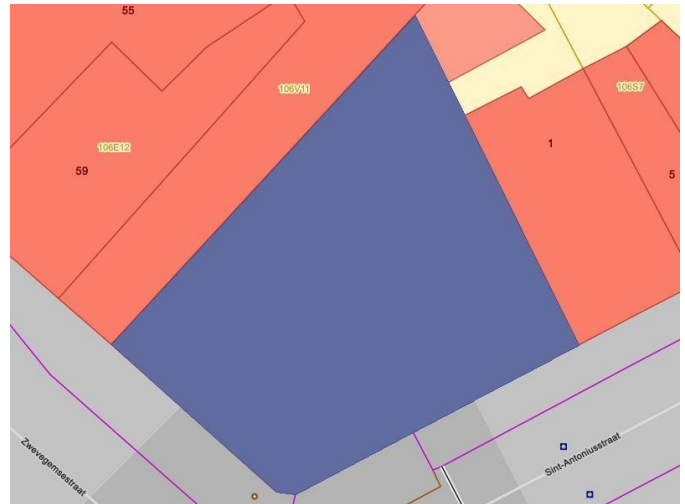 55
106V11
106S7
106E12
1
59
5
Zwevegemsestraat
Sint-Antoniusstraat